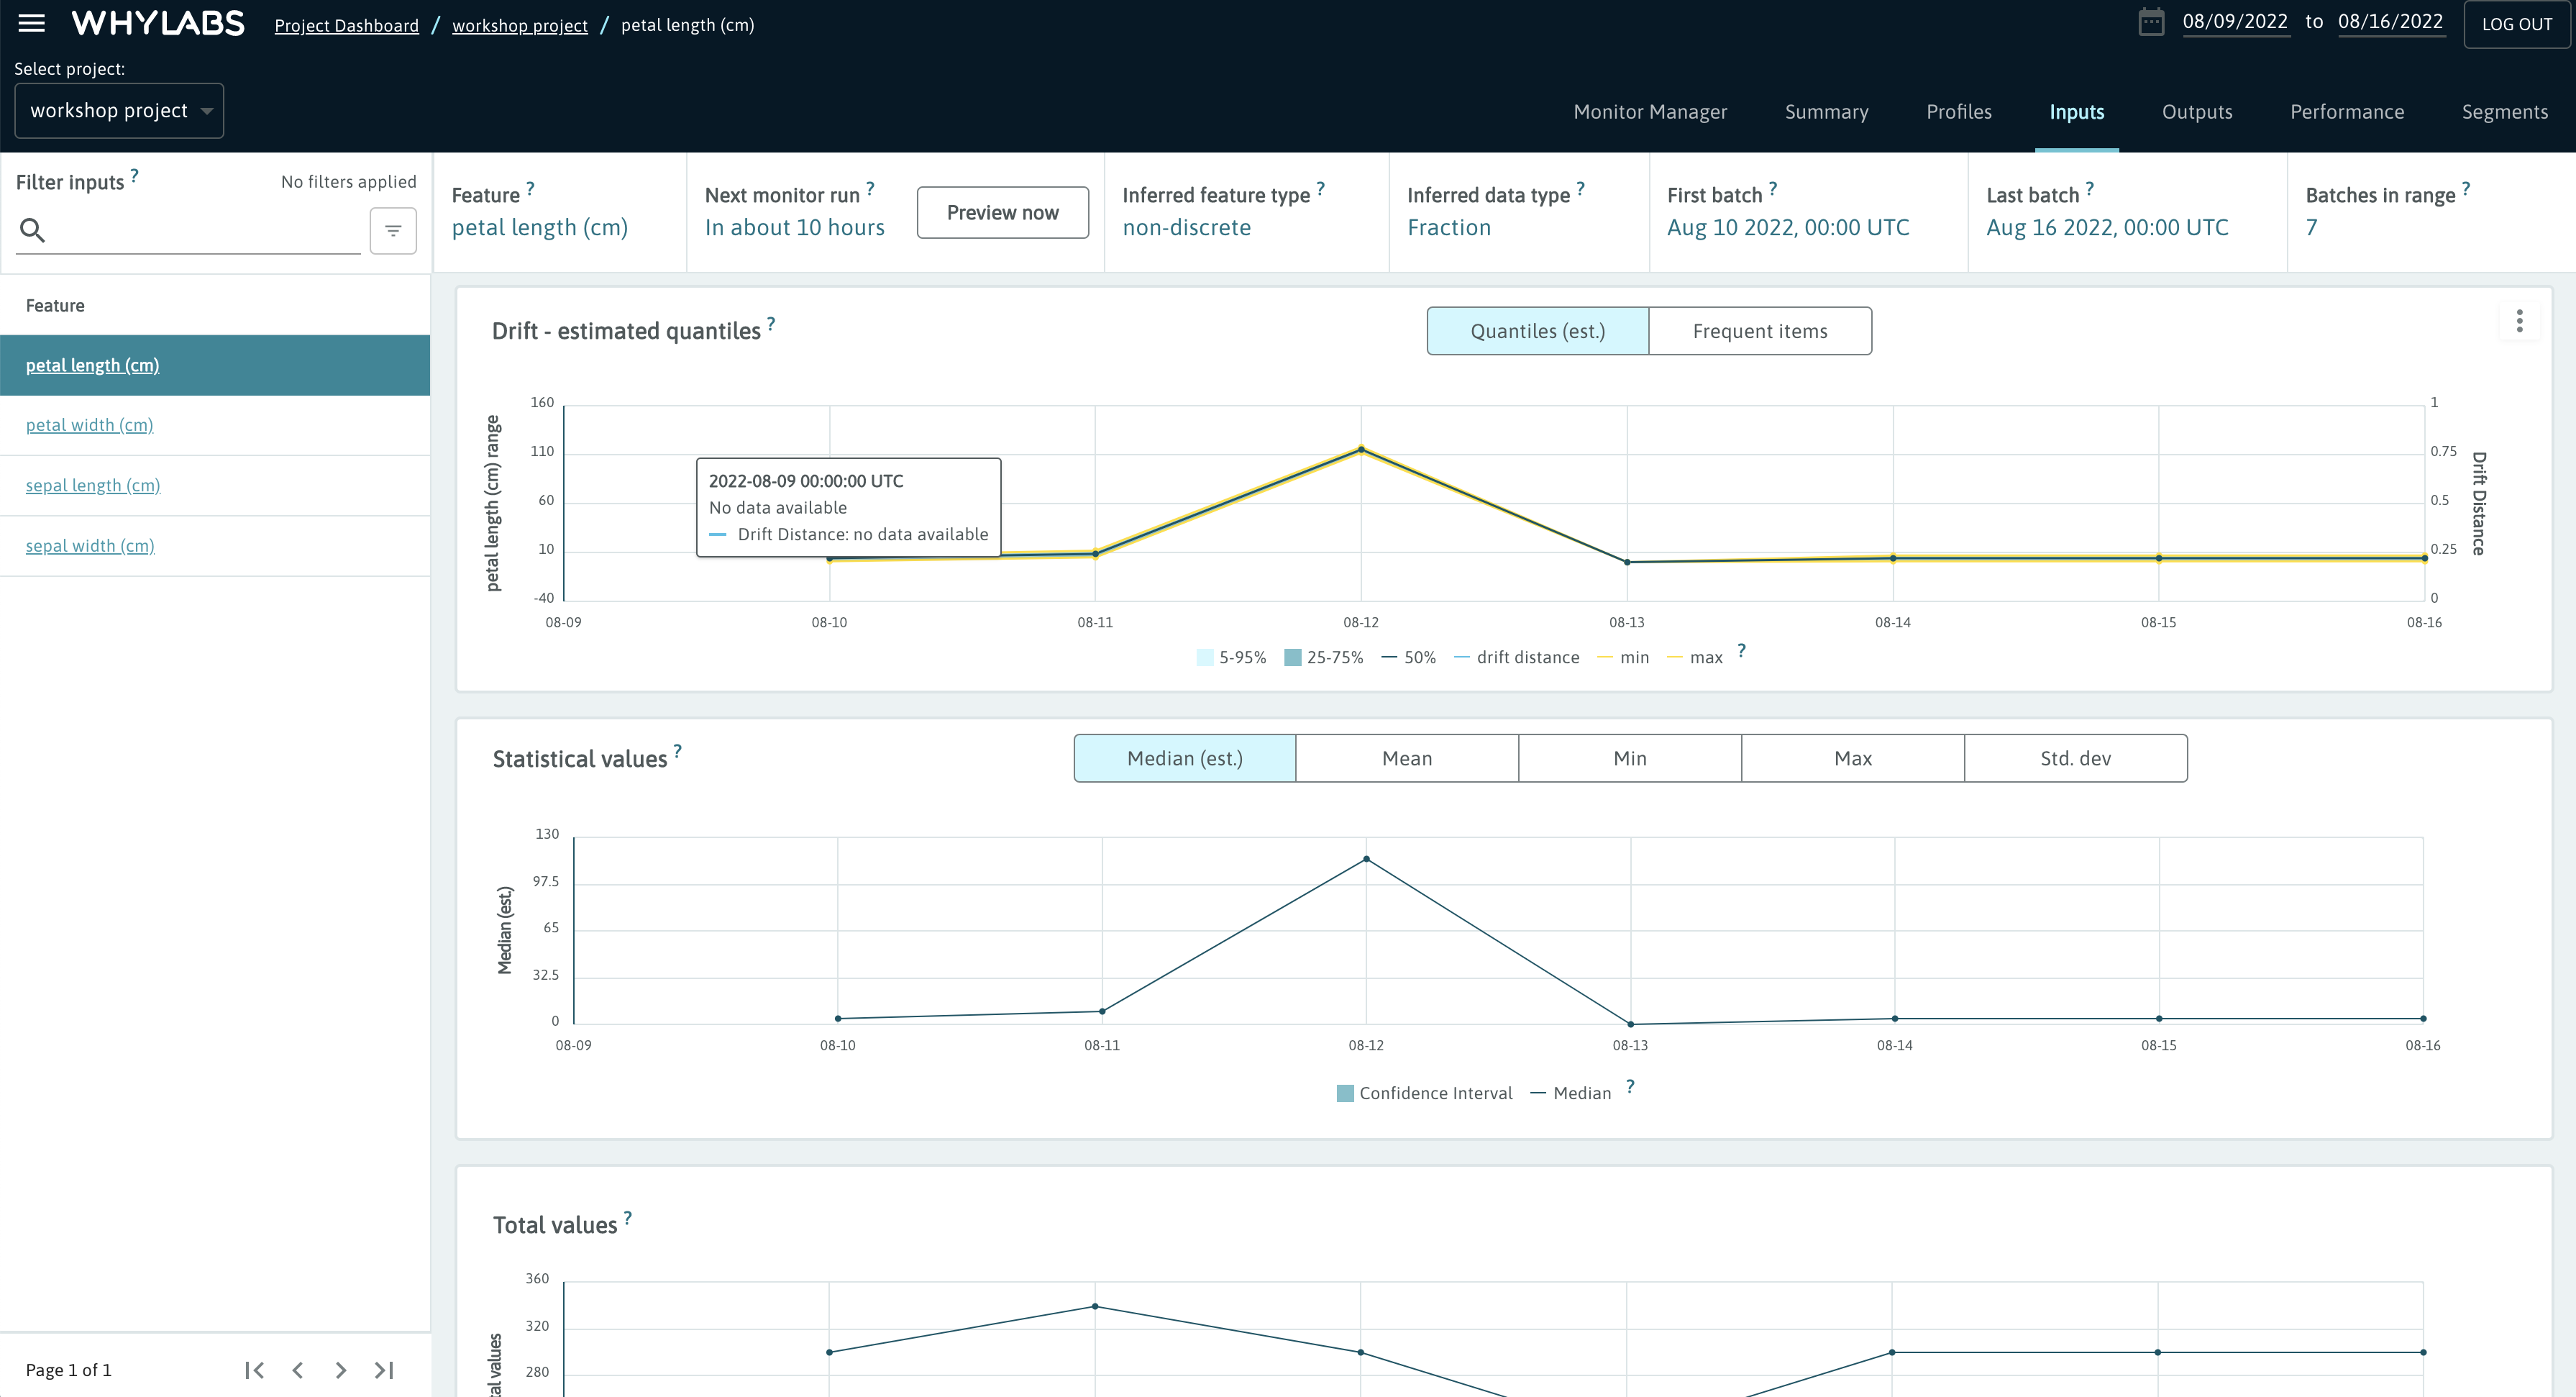 WHYLABS
Project Dashboard / workshop project / petal length (cm)
08/09/2022 to 08/16/2022
LOG OUT
Select project:
workshop project
Monitor Manager
Summary
Profiles
Inputs
Outputs
Performance
Segments
Filter inputs ?
No filters applied
Feature
petal length (cm)
petal width (cm)
sepal length (cm)
sepal width (cm)
Page 1 of 1
Feature ?
petal length (cm)
Next monitor run ?
In about 10 hours
Preview now
Inferred feature type ?
non-discrete
Inferred data type ?
Fraction
First batch ?
Aug 10 2022, 00:00 UTC
Last batch ?
Aug 16 2022, 00:00 UTC
Batches in range ?
7
Drift - estimated quantiles ?
Quantiles (est.)
Frequent items
petal length (cm) range
160
110
60
10
-40
2022-08-09 00:00:00 UTC
No data available
Drift Distance: no data available
1
0.75
0.5
0.25
0
Drift Distance
08-09 08-10 08-11 08-12 08-13 08-14 08-15 08-16
5-95% 25-75% 50% drift distance min max ?
Statistical values ?
Median (est.)
Mean
Min
Max
Std. dev
Median (est.)
130
97.5
65
32.5
0
08-09 08-10 08-11 08-12 08-13 08-14 08-15 08-16
Confidence Interval Median ?
Total values ?
tal values
360
320
280